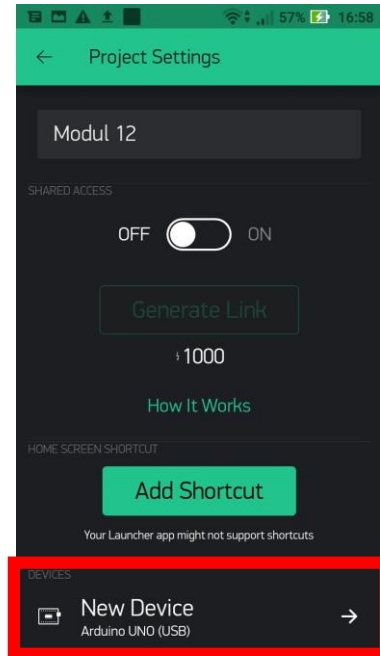 57% 16:58
← Project Settings
Modul 12
SHARED ACCESS
OFF ON
Generate Link
1000
How It Works
HOME SCREEN SHORTCUT
Add Shortcut
Your Launcher app might not support shortcuts
DEVICES
New Device →
Arduino UNO (USB)